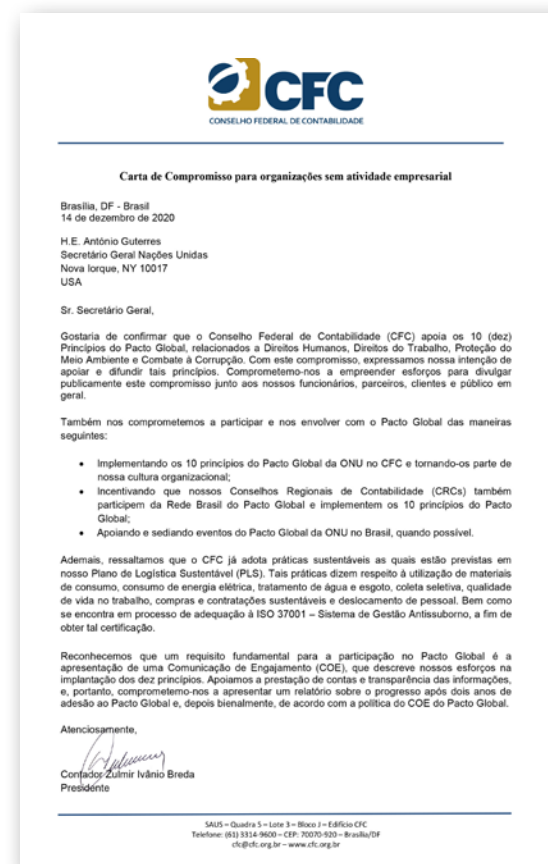 CFC
CONSELHO FEDERAL DE CONTABILIDADE
Carta de Compromisso para organizações sem atividade empresarial
Brasília, DF - Brasil
14 de dezembro de 2020
H.E. António Guterres
Secretário Geral Nações Unidas
Nova Iorque, NY 10017
USA
Sr. Secretário Geral,
Gostaria de confirmar que o Conselho Federal de Contabilidade (CFC) apoia os 10 (dez)
Princípios do Pacto Global, relacionados a Direitos Humanos, Direitos do Trabalho, Proteção do
Meio Ambiente e Combate à Corrupção. Com este compromisso, expressamos nossa intenção de
apoiar e difundir tais princípios. Comprometemo-nos a empreender esforços para divulgar
publicamente este compromisso junto aos nossos funcionários, parceiros, clientes e público em
geral.
Também nos comprometemos a participar e nos envolver com o Pacto Global das maneiras
seguintes:
• Implementando os 10 princípios do Pacto Global da ONU no CFC e tornando-os parte de
nossa cultura organizacional;
• Incentivando que nossos Conselhos Regionais de Contabilidade (CRCs) também
participem da Rede Brasil do Pacto Global e implementem os 10 princípios do Pacto
Global;
• Apoiando e sediando eventos do Pacto Global da ONU no Brasil, quando possível.
Ademais, ressaltamos que o CFC já adota práticas sustentáveis as quais estão previstas em
nosso Plano de Logística Sustentável (PLS). Tais práticas dizem respeito à utilização de materiais
de consumo, consumo de energia elétrica, tratamento de água e esgoto, coleta seletiva, qualidade
de vida no trabalho, compras e contratações sustentáveis e deslocamento de pessoal. Bem como
se encontra em processo de adequação à ISO 37001 – Sistema de Gestão Antissuborno, a fim de
obter tal certificação.
Reconhecemos que um requisito fundamental para a participação no Pacto Global é a
apresentação de uma Comunicação de Engajamento (COE), que descreve nossos esforços na
implantação dos dez princípios. Apoiamos a prestação de contas e transparência das informações,
e, portanto, comprometemo-nos a apresentar um relatório sobre o progresso após dois anos de
adesão ao Pacto Global e, depois bienalmente, de acordo com a política do COE do Pacto Global.
Atenciosamente,
Contador Zulmir Ivânio Breda
Presidente
SAUS – Quadra 5 – Lote 3 – Bloco J – Edifício CFC
Telefone: (61) 3314-9600 – CEP: 70070-920 – Brasília/DF
cfc@cfc.org.br – www.cfc.org.br